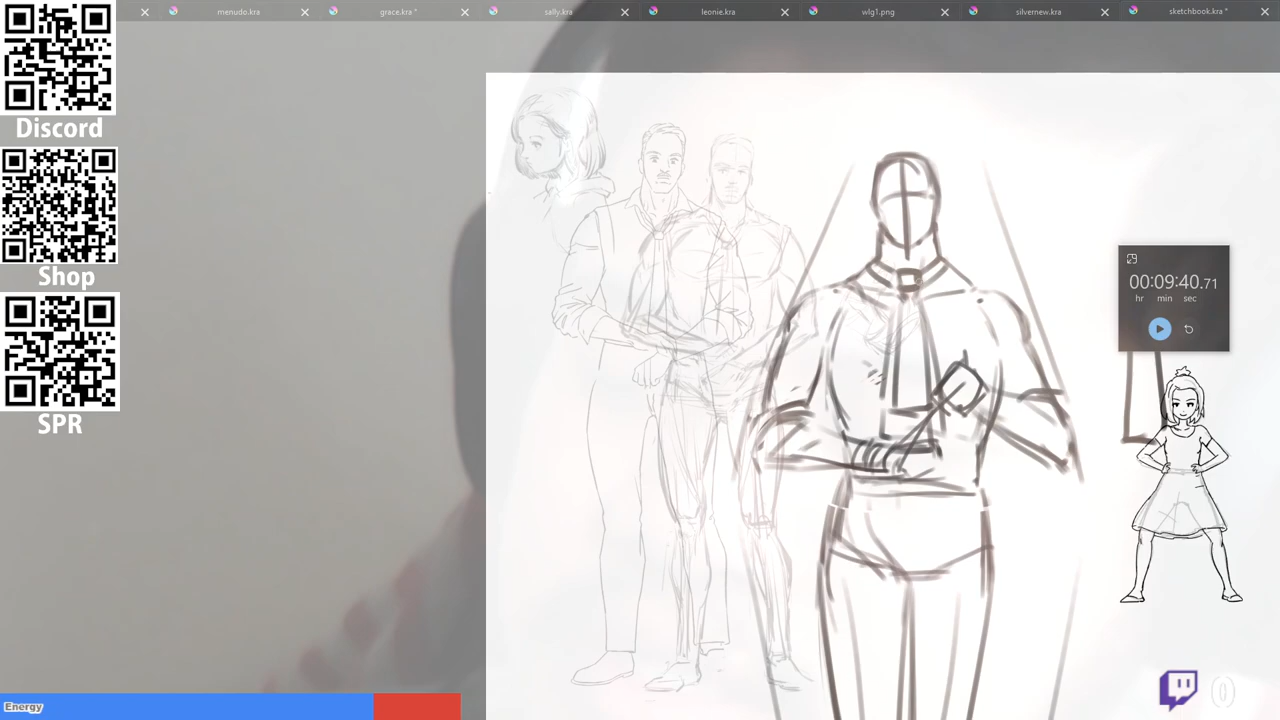 menudo.kra
grace.kra *
sally.kra
leonie.kra
wlg1.png
silvernew.kra
sketchbook.kra *
Discord
Shop
SPR
00:09:40.71
hr min sec
Energy
0